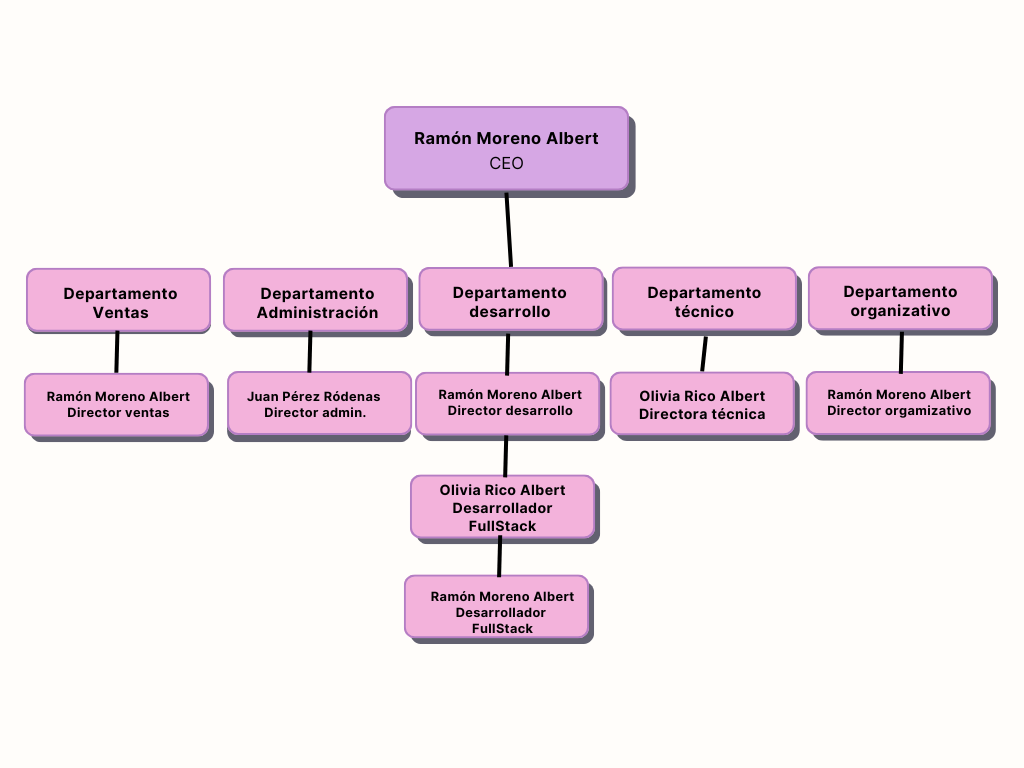 Ramón Moreno Albert
CEO
Departamento
Ventas
Departamento
Administración
Departamento
desarrollo
Departamento
técnico
Departamento
organizativo
Ramón Moreno Albert
Director ventas
Juan Pérez Ródenas
Director admin.
Ramón Moreno Albert
Director desarrollo
Olivia Rico Albert
Directora técnica
Ramón Moreno Albert
Director orgamizativo
Olivia Rico Albert
Desarrollador
FullStack
Ramón Moreno Albert
Desarrollador
FullStack